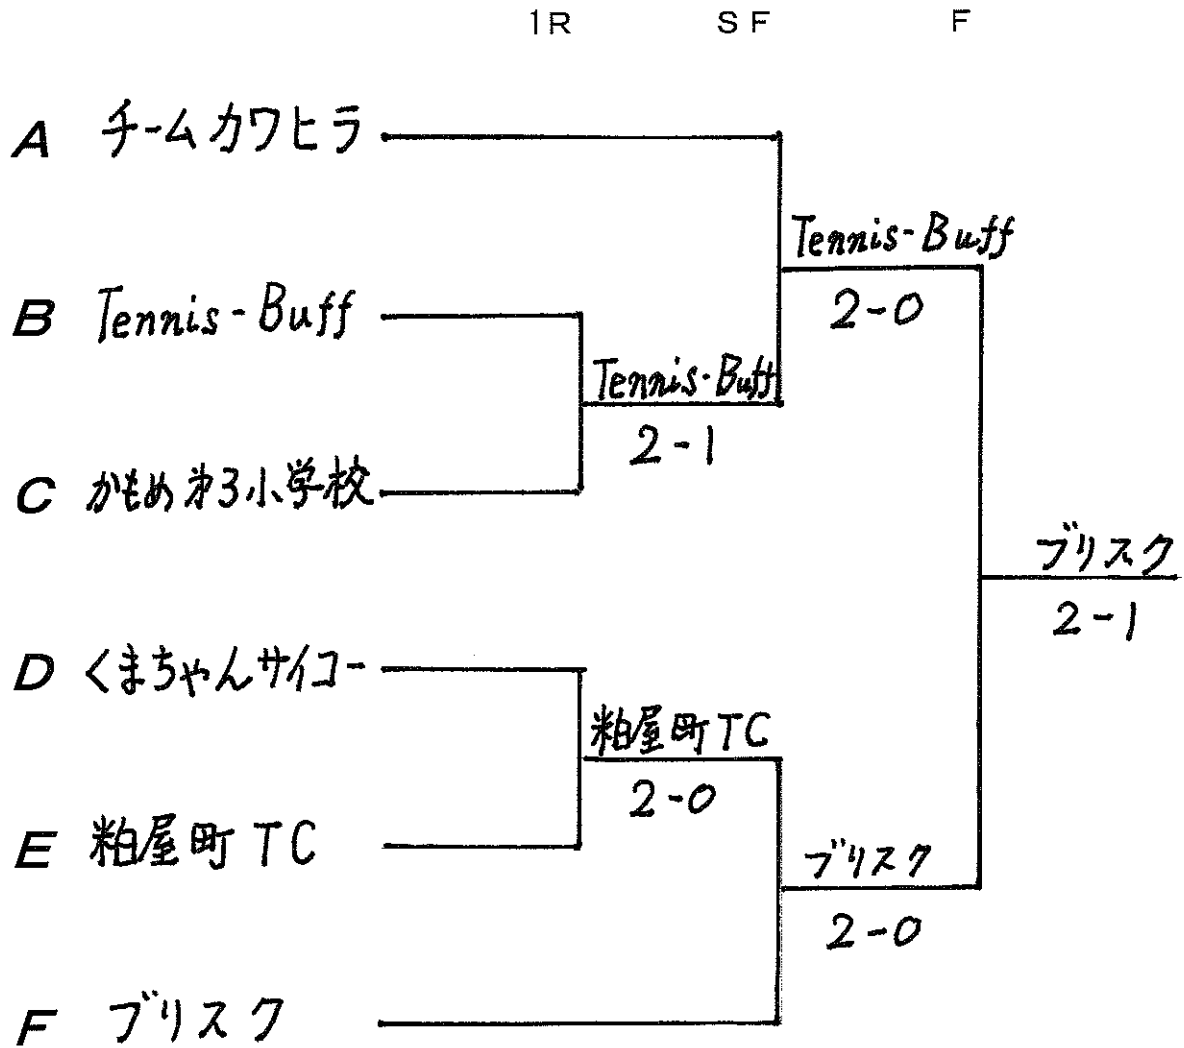 1R SF F
A チームカワヒラ
Tennis-Buff
2-0
B Tennis-Buff
Tennis-Buff
2-1
C かもめ第3小学校
ブリスク
2-1
D くまちゃんサイコー
粕屋町TC
2-0
E 粕屋町TC
ブリスク
2-0
F ブリスク